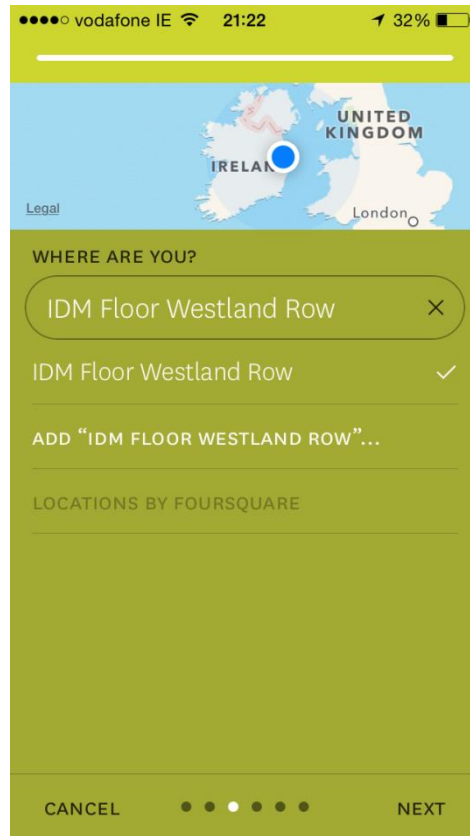 vodafone IE 21:22 32%
UNITED
KINGDOM
IRELAN
Legal
London
WHERE ARE YOU?
IDM Floor Westland Row
IDM Floor Westland Row
ADD “IDM FLOOR WESTLAND ROW”...
LOCATIONS BY FOURSQUARE
CANCEL NEXT